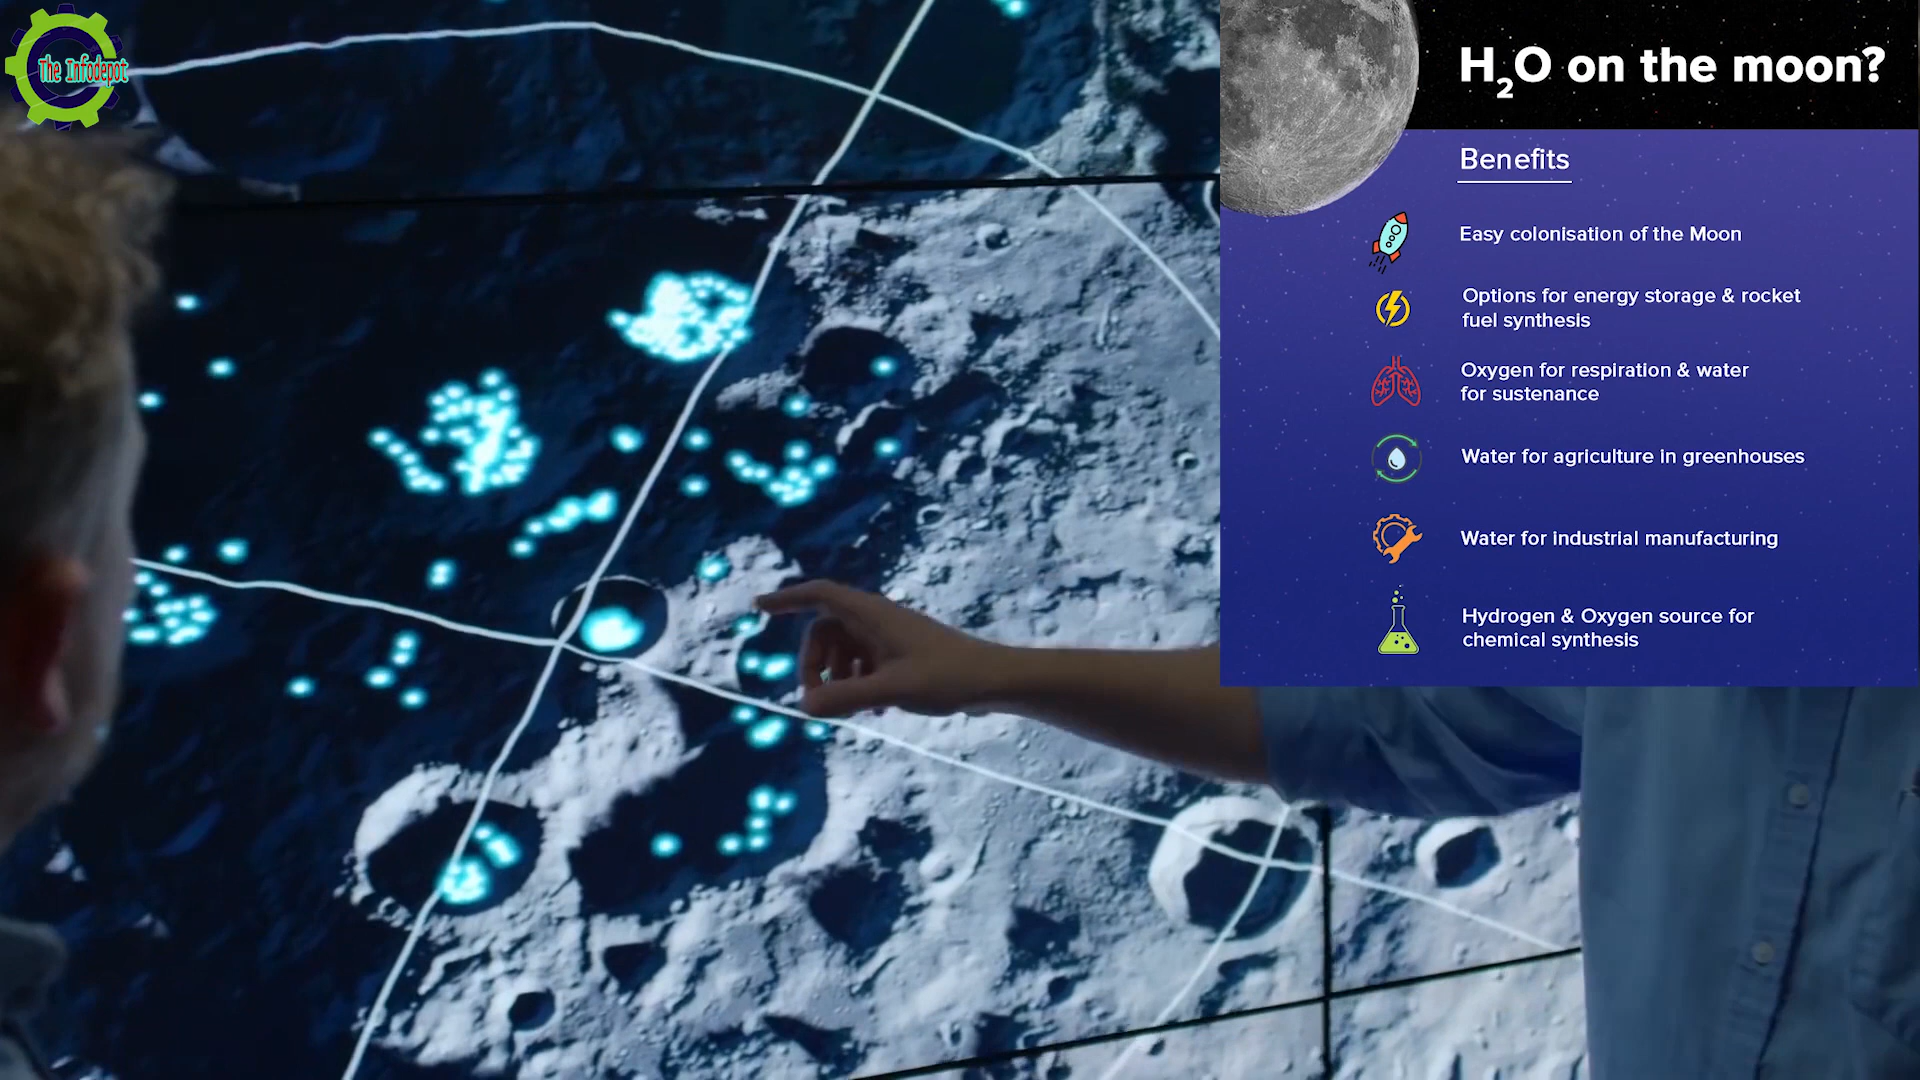 The Infodepot
H₂O on the moon?
Benefits
Easy colonisation of the Moon
Options for energy storage & rocket
fuel synthesis
Oxygen for respiration & water
for sustenance
Water for agriculture in greenhouses
Water for industrial manufacturing
Hydrogen & Oxygen source for
chemical synthesis